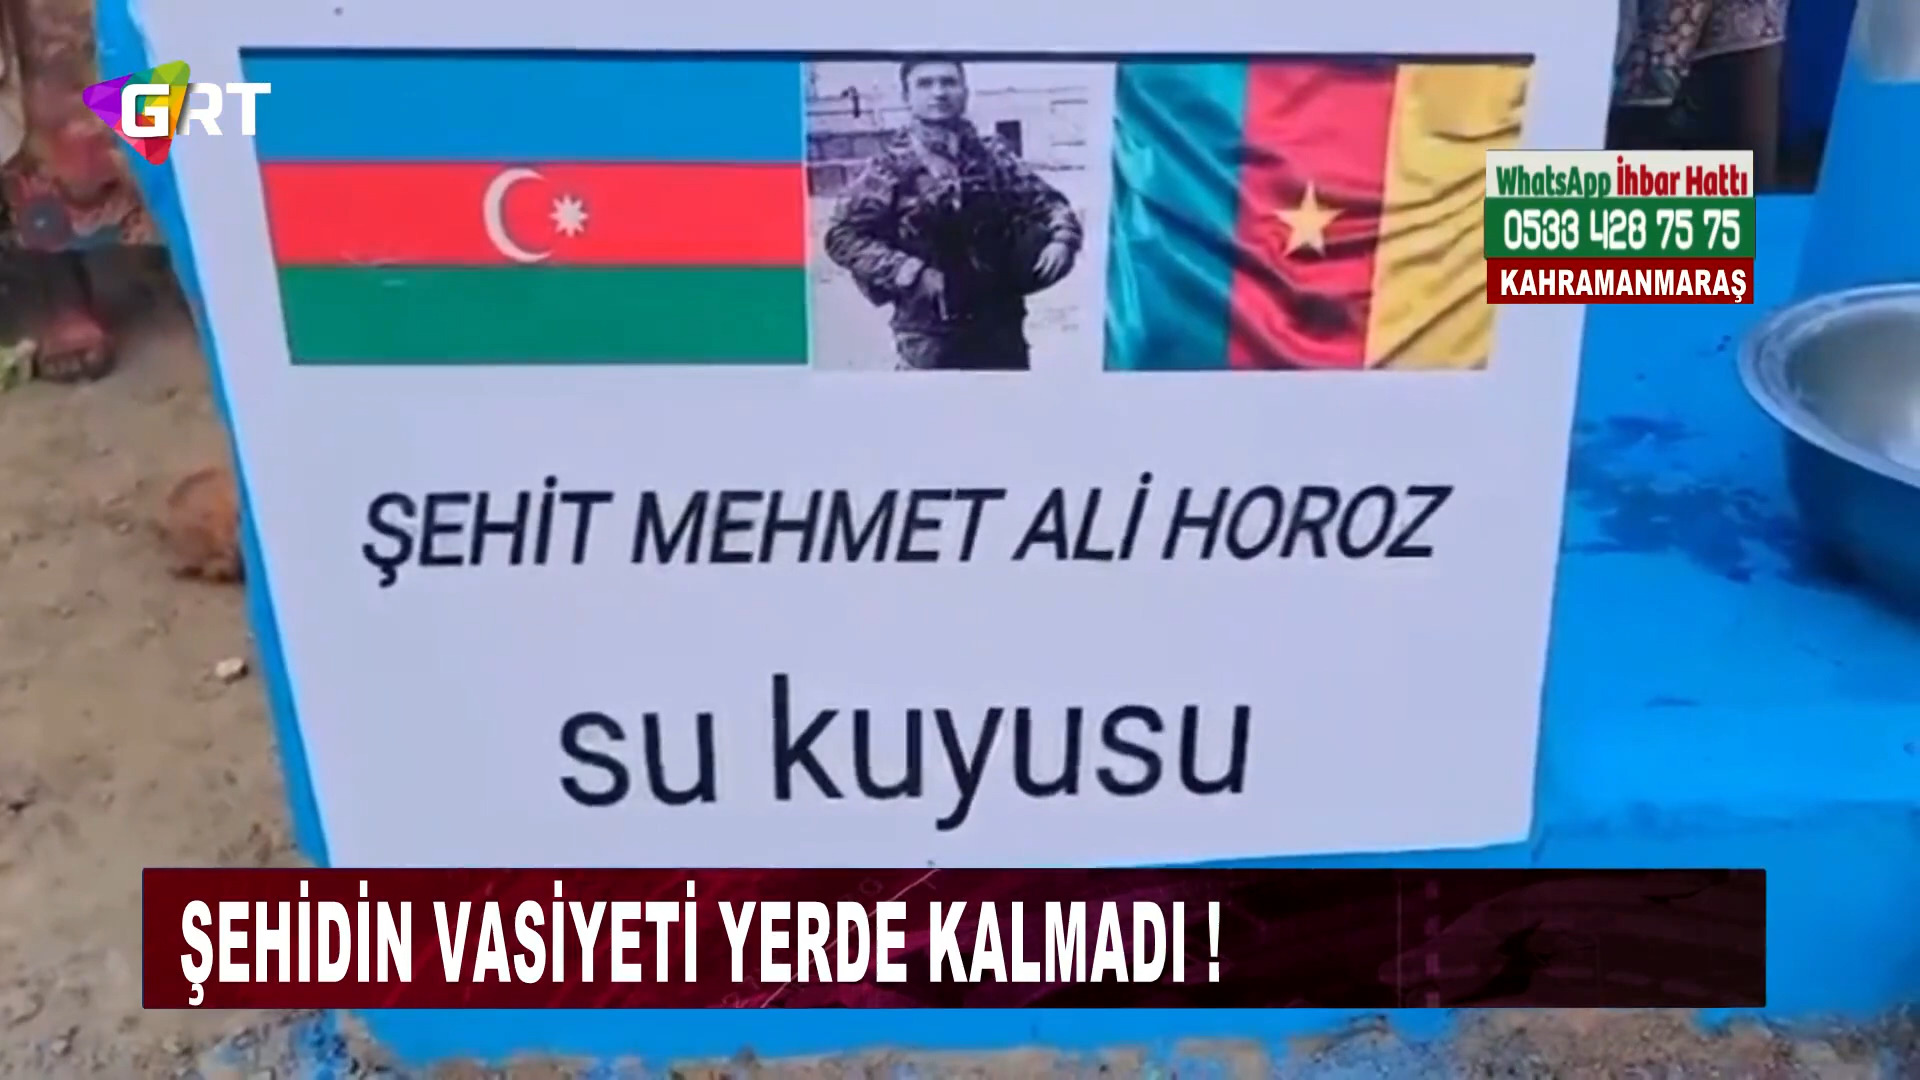 GRT
WhatsApp İhbar Hattı
0533 428 75 75
KAHRAMANMARAŞ
ŞEHİT MEHMET ALİ HOROZ
su kuyusu
ŞEHİDİN VASİYETİ YERDE KALMADI !